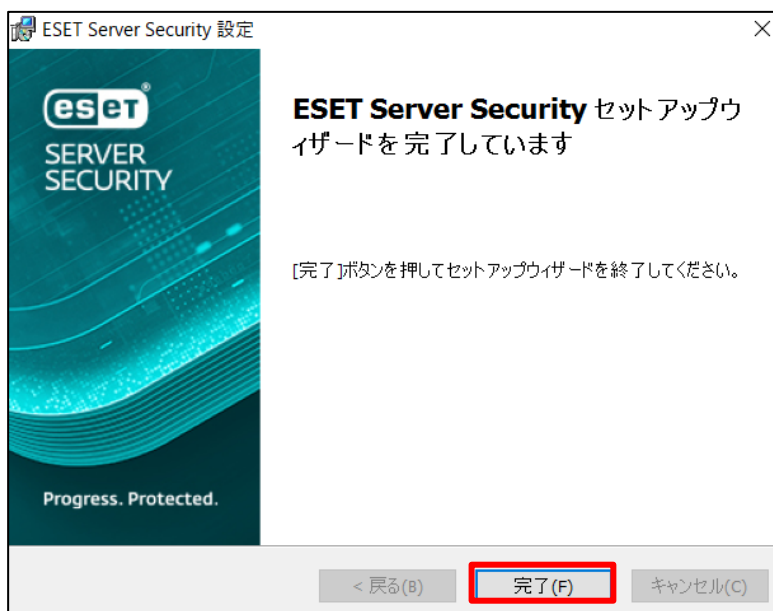 ESET Server Security 設定
eset®
SERVER
SECURITY
ESET Server Security セットアップウ
ィザードを完了しています
[完了]ボタンを押してセットアップウィザードを終了してください。
Progress. Protected.
< 戻る(B)
完了(F)
キャンセル(C)